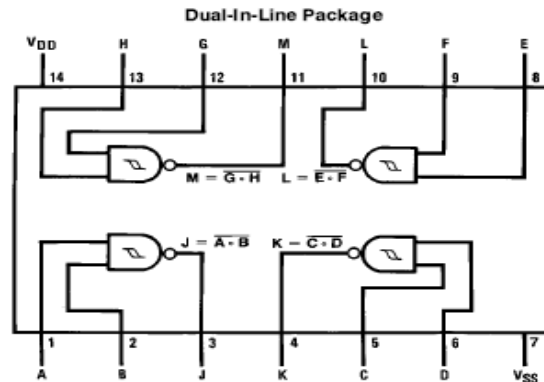 Dual-In-Line Package
VDD H G M L F E
14 13 12 11 10 9 8
M = G • H L = E • F
J = A • B K = C • D
1 2 3 4 5 6 7
A B J K C D VSS